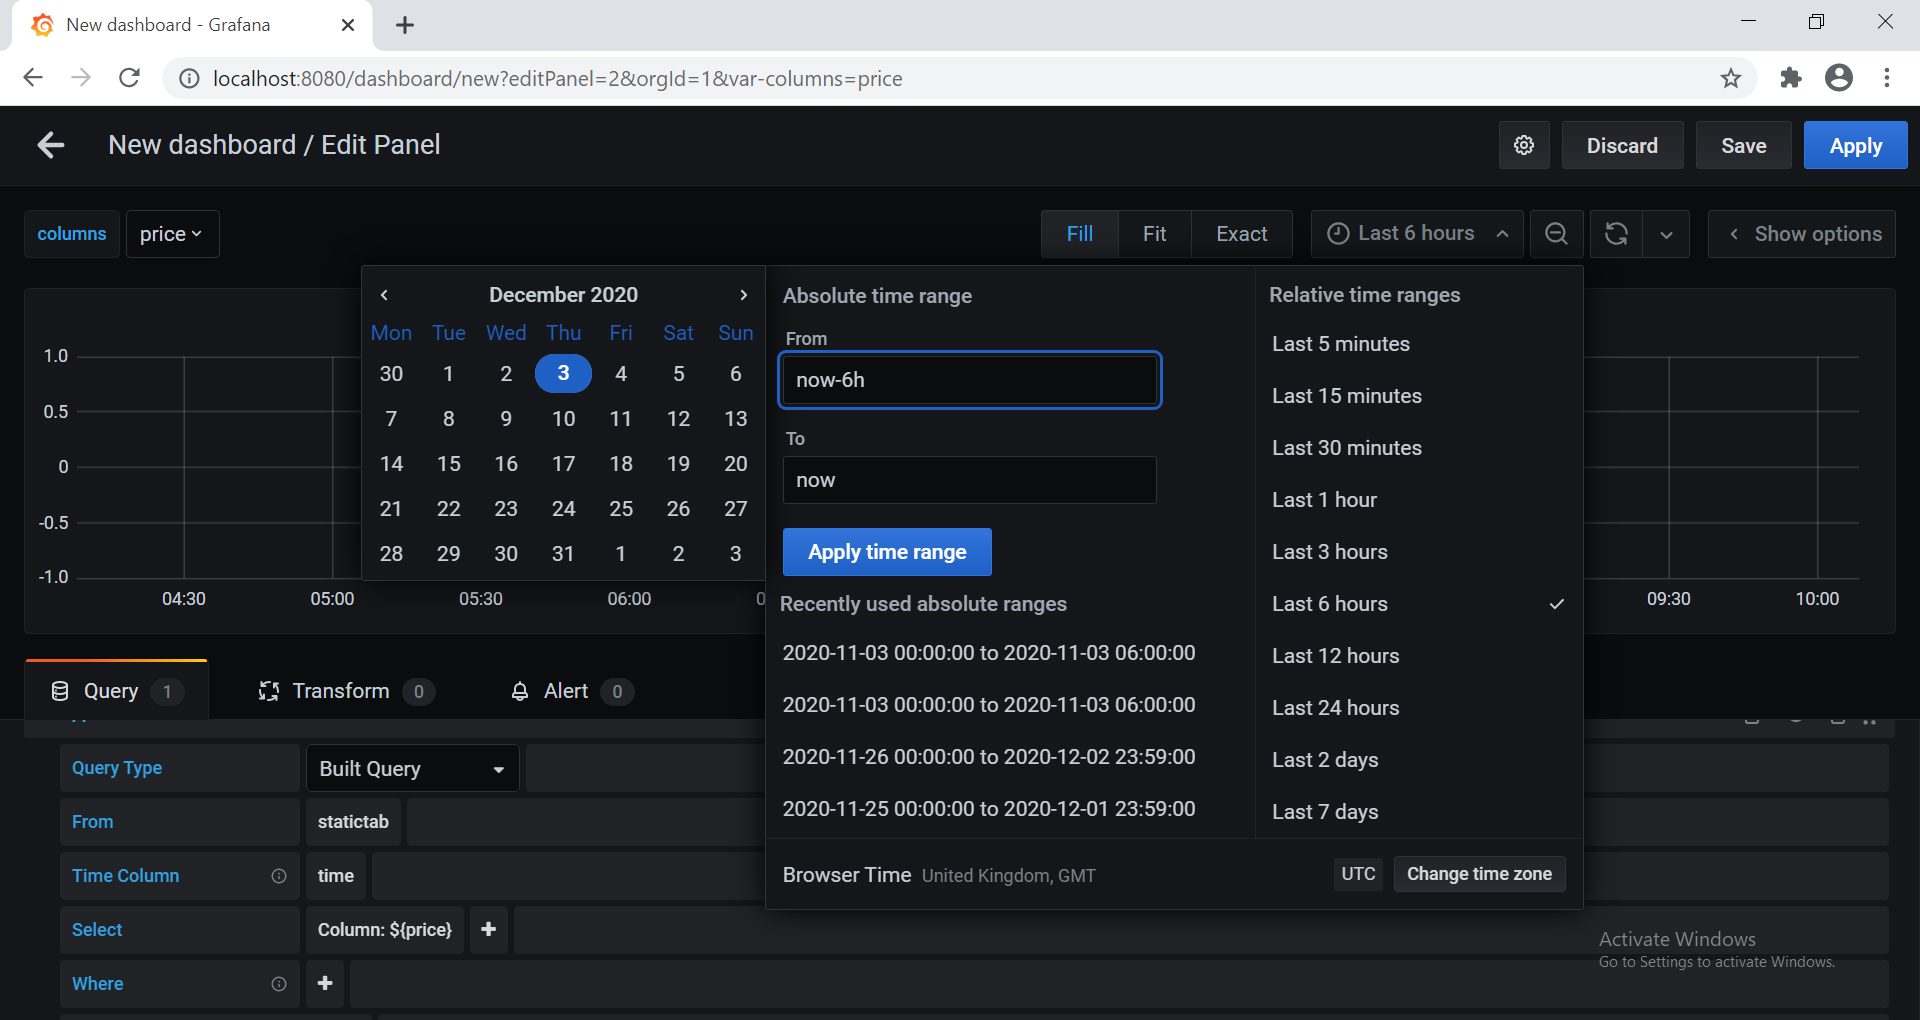 New dashboard - Grafana
localhost:8080/dashboard/new?editPanel=2&orgId=1&var-columns=price
New dashboard / Edit Panel
Discard
Save
Apply
columns
price
Fill
Fit
Exact
Last 6 hours
Show options
December 2020
Mon Tue Wed Thu Fri Sat Sun
30 1 2 3 4 5 6
7 8 9 10 11 12 13
14 15 16 17 18 19 20
21 22 23 24 25 26 27
28 29 30 31 1 2 3
Absolute time range
From
now-6h
To
now
Apply time range
Recently used absolute ranges
2020-11-03 00:00:00 to 2020-11-03 06:00:00
2020-11-03 00:00:00 to 2020-11-03 06:00:00
2020-11-26 00:00:00 to 2020-12-02 23:59:00
2020-11-25 00:00:00 to 2020-12-01 23:59:00
Relative time ranges
Last 5 minutes
Last 15 minutes
Last 30 minutes
Last 1 hour
Last 3 hours
Last 6 hours
Last 12 hours
Last 24 hours
Last 2 days
Last 7 days
Browser Time United Kingdom, GMT
UTC
Change time zone
1.0
0.5
0
-0.5
-1.0
04:30 05:00 05:30 06:00 09:30 10:00
Query 1
Transform 0
Alert 0
Query Type
Built Query
From
statictab
Time Column
time
Select
Column: ${price}
+
Where
+
Activate Windows
Go to Settings to activate Windows.